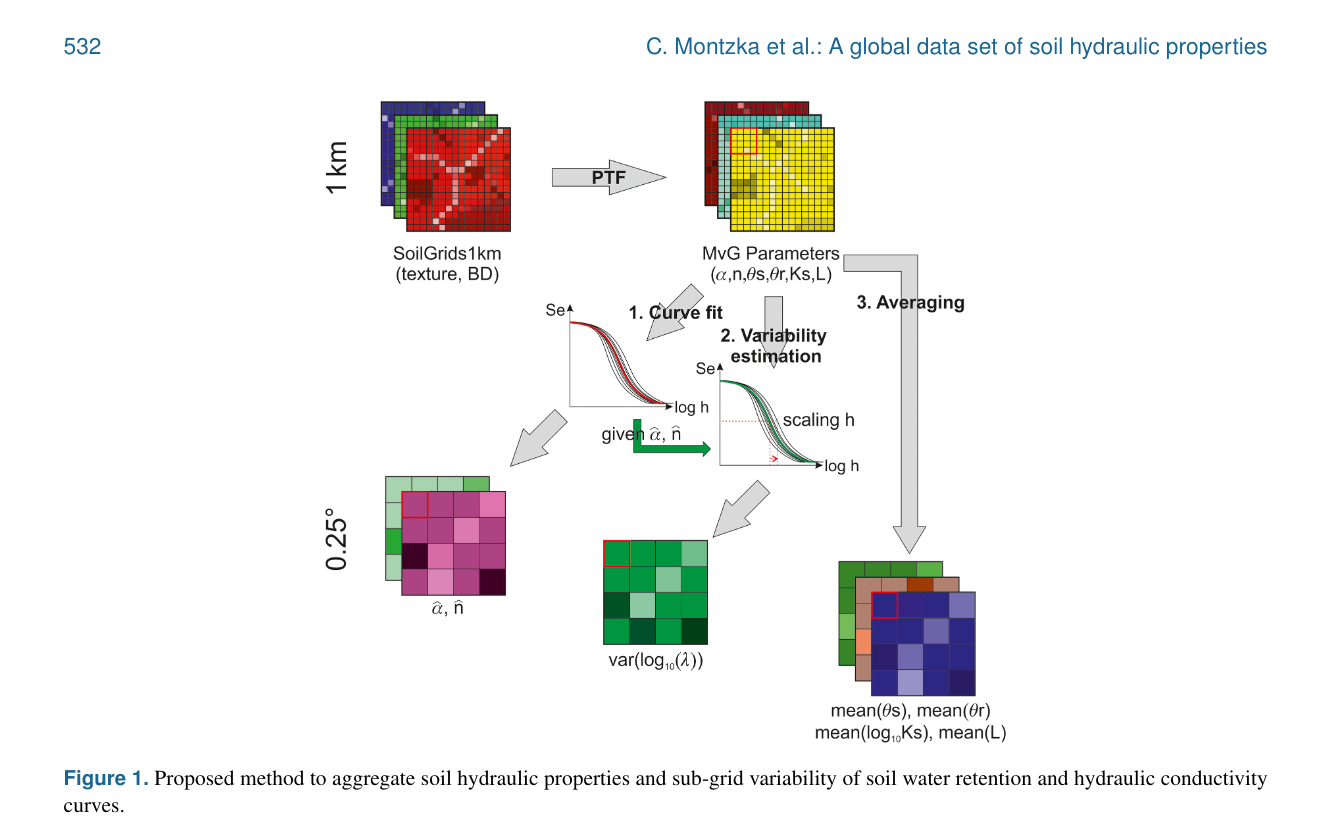 532
C. Montzka et al.: A global data set of soil hydraulic properties
1 km
PTF
SoilGrids1km
(texture, BD)
MvG Parameters
(α,n,θs,θr,Ks,L)
1. Curve fit
2. Variability
estimation
3. Averaging
Se
log h
given α̂, n̂
Se
scaling h
log h
0.25°
α̂, n̂
var(log₁₀(λ))
mean(θs), mean(θr)
mean(log₁₀Ks), mean(L)
Figure 1. Proposed method to aggregate soil hydraulic properties and sub-grid variability of soil water retention and hydraulic conductivity
curves.